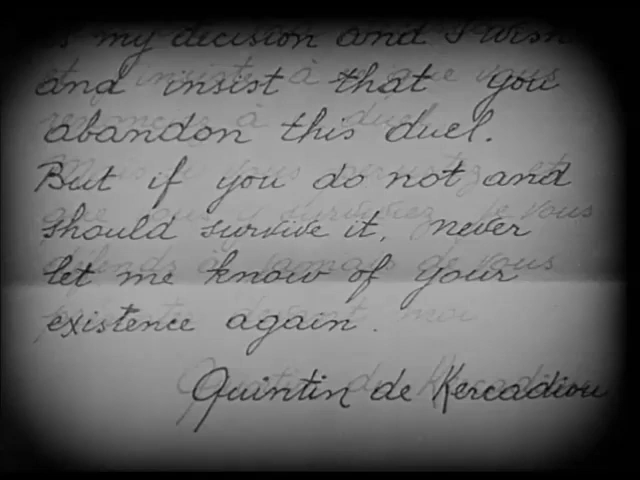 is my decision and I wish
and insist that you
abandon this duel.
But if you do not and
should survive it, never
let me know of your
existence again.
Quintin de Kercadiou